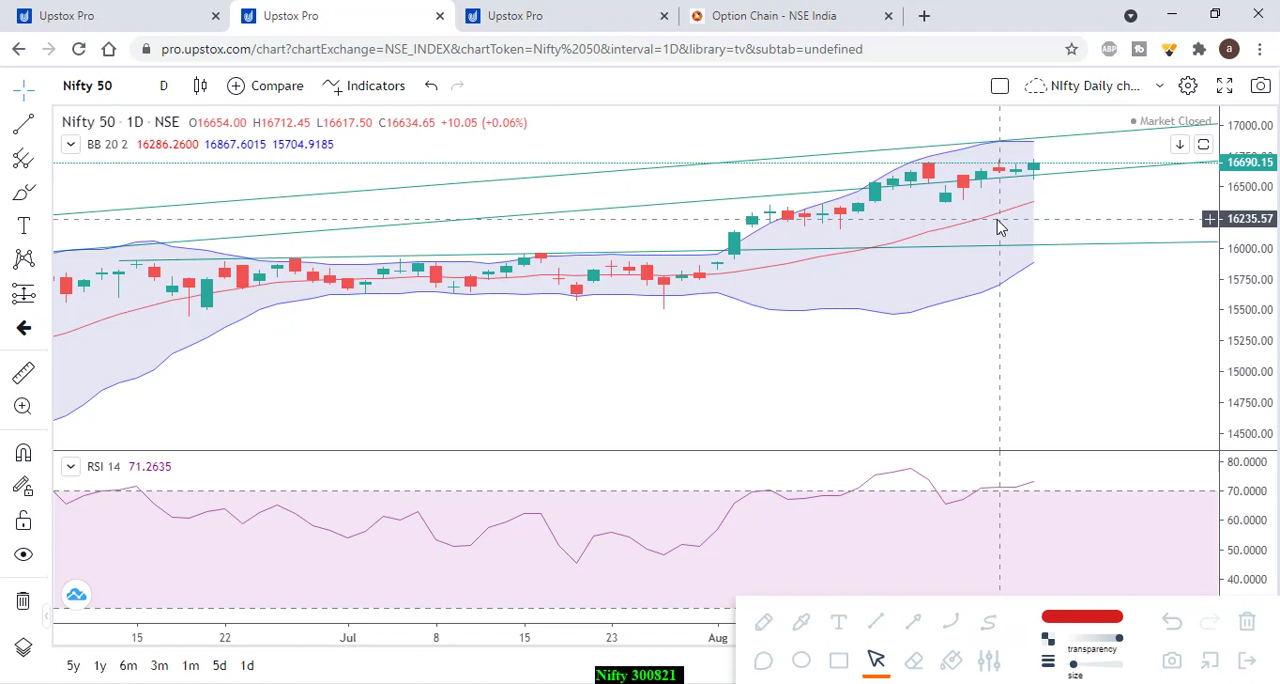 Upstox Pro
Upstox Pro
Upstox Pro
Option Chain - NSE India
pro.upstox.com/chart?chartExchange=NSE_INDEX&chartToken=Nifty%2050&interval=1D&library=tv&subtab=undefined
ABP
a
Nifty 50
D
Compare
Indicators
NIfty Daily ch...
Nifty 50 · 1D · NSE O16654.00 H16712.45 L16617.50 C16634.65 +10.05 (+0.06%)
Market Closed
BB 20 2 16286.2600 16867.6015 15704.9185
17000.00
16690.15
16500.00
16235.57
16000.00
15750.00
15500.00
15250.00
15000.00
14750.00
14500.00
RSI 14 71.2635
80.0000
70.0000
60.0000
50.0000
40.0000
15 22 Jul 8 15 23 Aug
5y 1y 6m 3m 1m 5d 1d
Nifty 300821
transparency
size